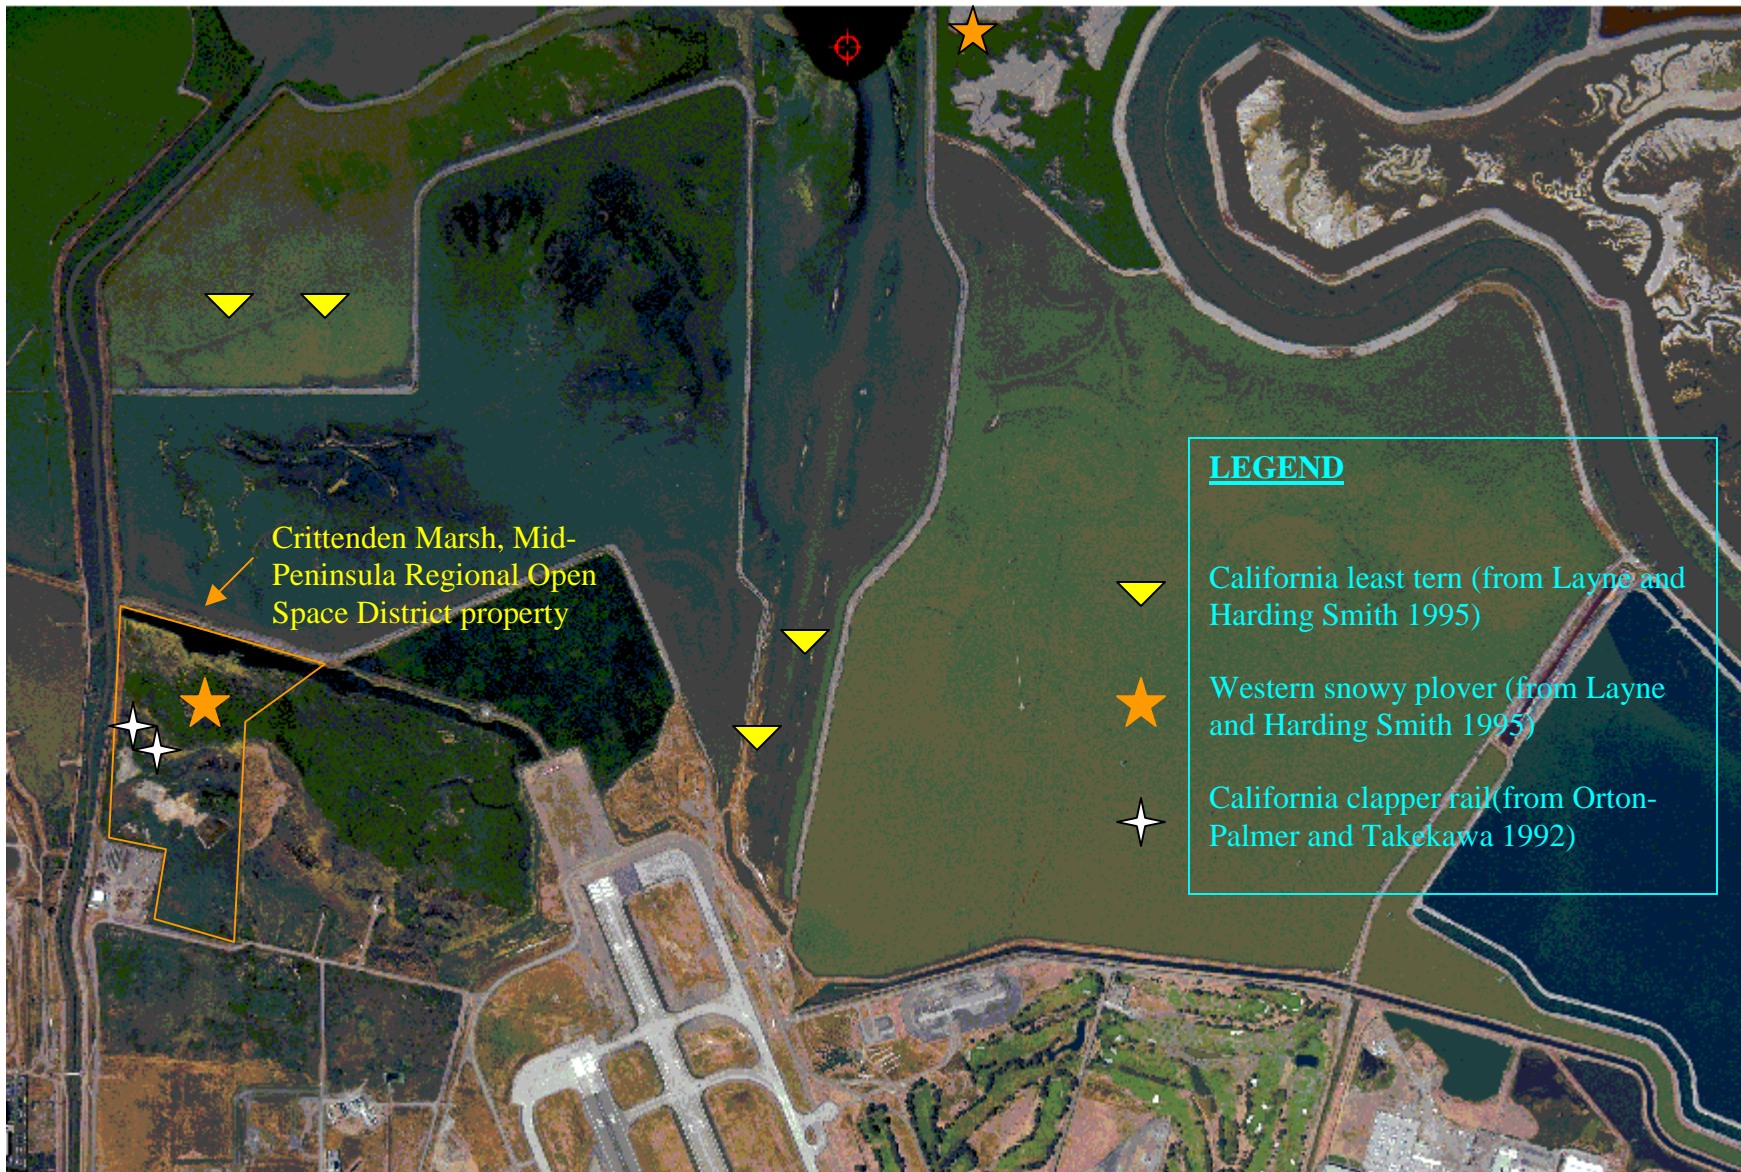 Crittenden Marsh, Mid-
Peninsula Regional Open
Space District property
LEGEND
California least tern (from Layne and
Harding Smith 1995)
Western snowy plover (from Layne
and Harding Smith 1995)
California clapper rail(from Orton-
Palmer and Takekawa 1992)